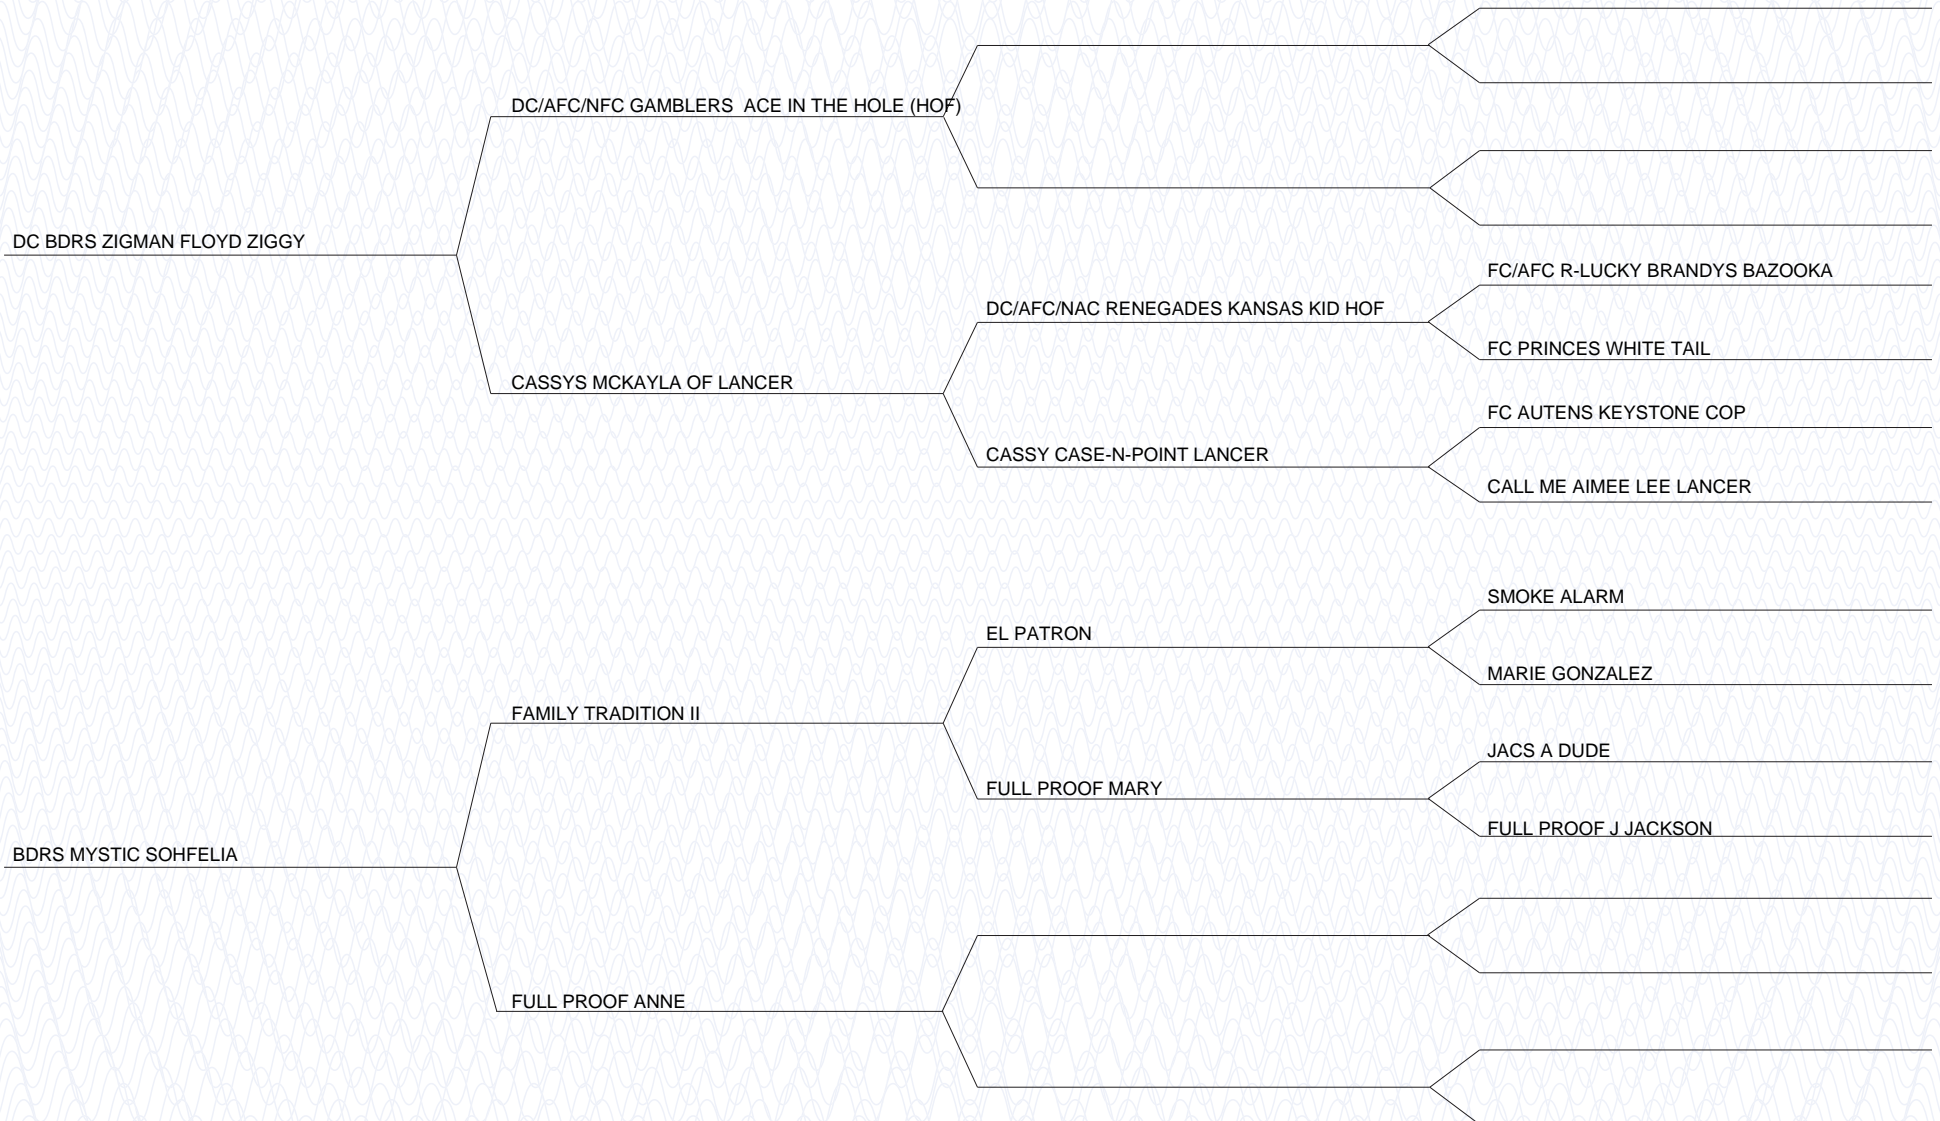 DC/AFC/NFC GAMBLERS  ACE IN THE HOLE (HOF)
DC BDRS ZIGMAN FLOYD ZIGGY
FC/AFC R-LUCKY BRANDYS BAZOOKA
DC/AFC/NAC RENEGADES KANSAS KID HOF
FC PRINCES WHITE TAIL
CASSYS MCKAYLA OF LANCER
FC AUTENS KEYSTONE COP
CASSY CASE-N-POINT LANCER
CALL ME AIMEE LEE LANCER
SMOKE ALARM
EL PATRON
MARIE GONZALEZ
FAMILY TRADITION II
JACS A DUDE
FULL PROOF MARY
FULL PROOF J JACKSON
BDRS MYSTIC SOHFELIA
FULL PROOF ANNE